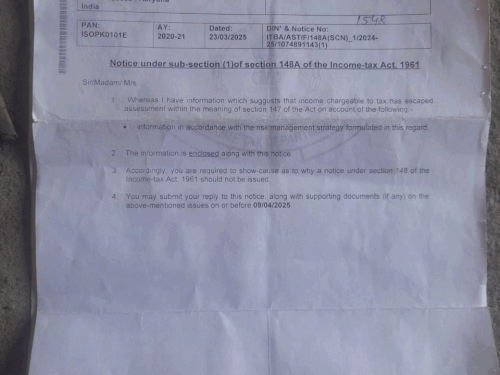 India
1548
PAN: AY: Dated: DIN* & Notice No:
ISOPK0101E 2020-21 23/03/2025 ITBA/AST/F/148A(SCN)_1/2024-
25/1074891143(1)
Notice under sub-section (1)of section 148A of the Income-tax Act, 1961
Sir/Madam/ M/s
1. Whereas I have information which suggests that income chargeable to tax has escaped
assessment within the meaning of section 147 of the Act on account of the following:-
• information in accordance with the risk management strategy formulated in this regard.
2. The information is enclosed along with this notice.
3. Accordingly, you are required to show-cause as to why a notice under section 148 of the
Income-tax Act, 1961 should not be issued.
4. You may submit your reply to this notice, along with supporting documents (if any) on the
above-mentioned issues on or before 09/04/2025